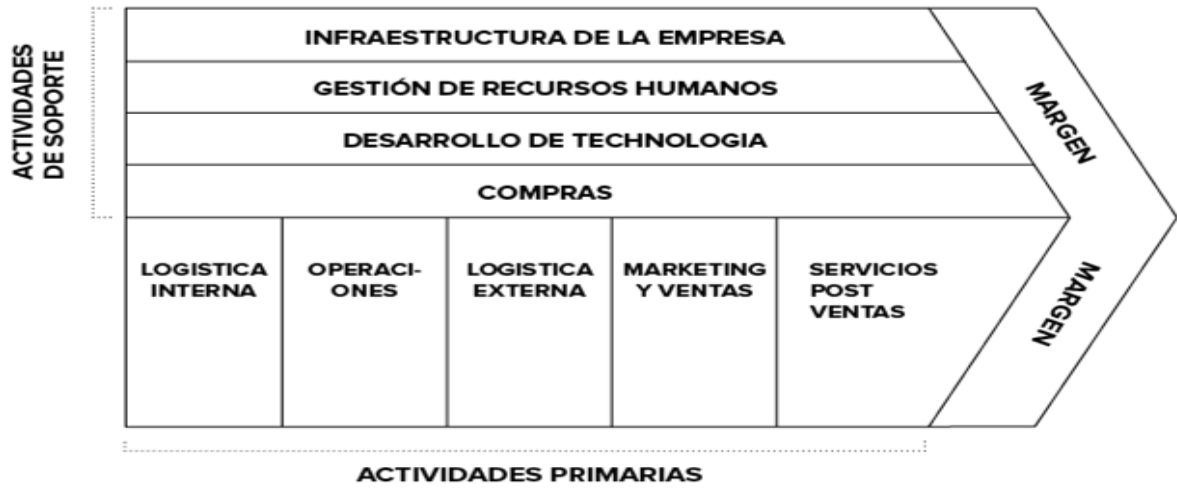 ACTIVIDADES
DE SOPORTE
INFRAESTRUCTURA DE LA EMPRESA
GESTIÓN DE RECURSOS HUMANOS
DESARROLLO DE TECHNOLOGIA
COMPRAS
MARGEN
LOGISTICA
INTERNA
OPERACI-
ONES
LOGISTICA
EXTERNA
MARKETING
Y VENTAS
SERVICIOS
POST
VENTAS
MARGEN
ACTIVIDADES PRIMARIAS